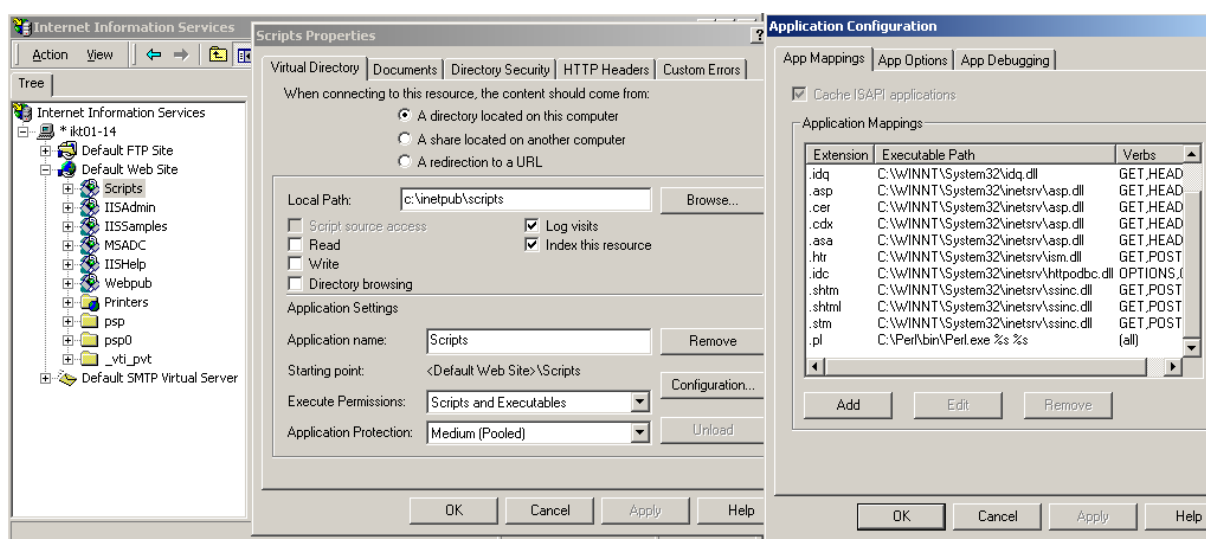 Internet Information Services
Action View
Tree
Internet Information Services
* ikt01-14
Default FTP Site
Default Web Site
Scripts
IISAdmin
IISSamples
MSADC
IISHelp
Webpub
Printers
psp
psp0
_vti_pvt
Default SMTP Virtual Server
Scripts Properties ?
Virtual Directory Documents Directory Security HTTP Headers Custom Errors
When connecting to this resource, the content should come from:
A directory located on this computer
A share located on another computer
A redirection to a URL
Local Path: c:\inetpub\scripts Browse...
Script source access Log visits
Read Index this resource
Write
Directory browsing
Application Settings
Application name: Scripts Remove
Starting point: <Default Web Site>\Scripts
Configuration...
Execute Permissions: Scripts and Executables
Application Protection: Medium (Pooled) Unload
OK Cancel Apply Help
Application Configuration
App Mappings App Options App Debugging
Cache ISAPI applications
Application Mappings
Extension Executable Path Verbs
.idq C:\WINNT\System32\idq.dll GET,HEAD
.asp C:\WINNT\System32\inetsrv\asp.dll GET,HEAD
.cer C:\WINNT\System32\inetsrv\asp.dll GET,HEAD
.cdx C:\WINNT\System32\inetsrv\asp.dll GET,HEAD
.asa C:\WINNT\System32\inetsrv\asp.dll GET,HEAD
.htr C:\WINNT\System32\inetsrv\ism.dll GET,POST
.idc C:\WINNT\System32\inetsrv\httpodbc.dll OPTIONS,
.shtm C:\WINNT\System32\inetsrv\ssinc.dll GET,POST
.shtml C:\WINNT\System32\inetsrv\ssinc.dll GET,POST
.stm C:\WINNT\System32\inetsrv\ssinc.dll GET,POST
.pl C:\Perl\bin\Perl.exe %s %s (all)
Add Edit Remove
OK Cancel Apply Help